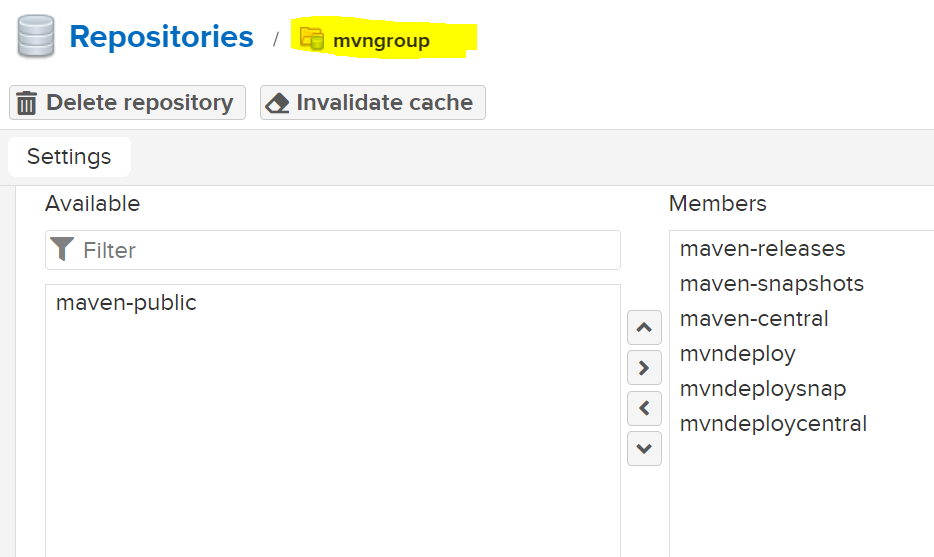 Repositories / mvngroup
Delete repository Invalidate cache
Settings
Available
Filter
maven-public
Members
maven-releases
maven-snapshots
maven-central
mvndeploy
mvndeploysnap
mvndeploycentral